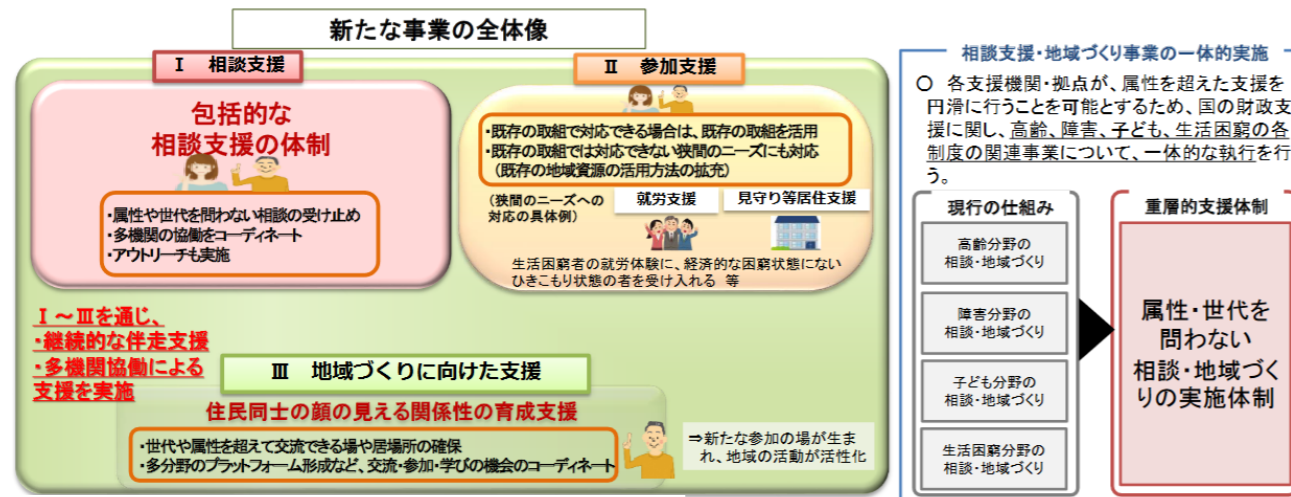 新たな事業の全体像
Ⅰ 相談支援
包括的な
相談支援の体制
・属性や世代を問わない相談の受け止め
・多機関の協働をコーディネート
・アウトリーチも実施
Ⅱ 参加支援
・既存の取組で対応できる場合は、既存の取組を活用
・既存の取組では対応できない狭間のニーズにも対応
(既存の地域資源の活用方法の拡充)
(狭間のニーズへの
対応の具体例)
就労支援
見守り等居住支援
生活困窮者の就労体験に、経済的な困窮状態にない
ひきこもり状態の者を受け入れる 等
Ⅰ～Ⅲを通じ、
・継続的な伴走支援
・多機関協働による
支援を実施
Ⅲ 地域づくりに向けた支援
住民同士の顔の見える関係性の育成支援
・世代や属性を超えて交流できる場や居場所の確保
・多分野のプラットフォーム形成など、交流・参加・学びの機会のコーディネート
⇒新たな参加の場が生ま
れ、地域の活動が活性化
相談支援・地域づくり事業の一体的実施
○ 各支援機関・拠点が、属性を超えた支援を
円滑に行うことを可能とするため、国の財政支
援に関し、高齢、障害、子ども、生活困窮の各
制度の関連事業について、一体的な執行を行
う。
現行の仕組み
高齢分野の
相談・地域づくり
障害分野の
相談・地域づくり
子ども分野の
相談・地域づくり
生活困窮分野の
相談・地域づくり
重層的支援体制
属性・世代を
問わない
相談・地域づく
りの実施体制